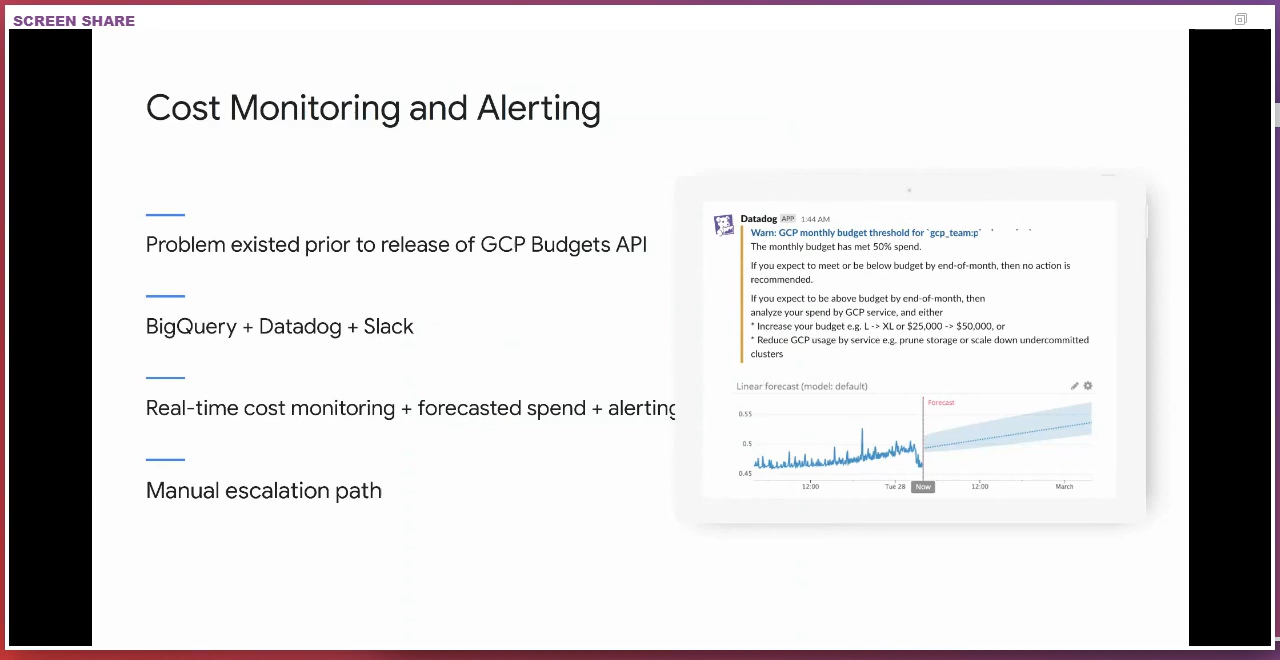 SCREEN SHARE
Cost Monitoring and Alerting
Problem existed prior to release of GCP Budgets API
BigQuery + Datadog + Slack
Real-time cost monitoring + forecasted spend + alerting
Manual escalation path
Datadog APP 1:44 AM
Warn: GCP monthly budget threshold for `gcp_team:p
The monthly budget has met 50% spend.
If you expect to meet or be below budget by end-of-month, then no action is
recommended.
If you expect to be above budget by end-of-month, then
analyze your spend by GCP service, and either
* Increase your budget e.g. L -> XL or $25,000 -> $50,000, or
* Reduce GCP usage by service e.g. prune storage or scale down undercommitted
clusters
Linear forecast (model: default)
Forecast
0.55
0.5
0.45
12:00 Tue 28 Now 12:00 March